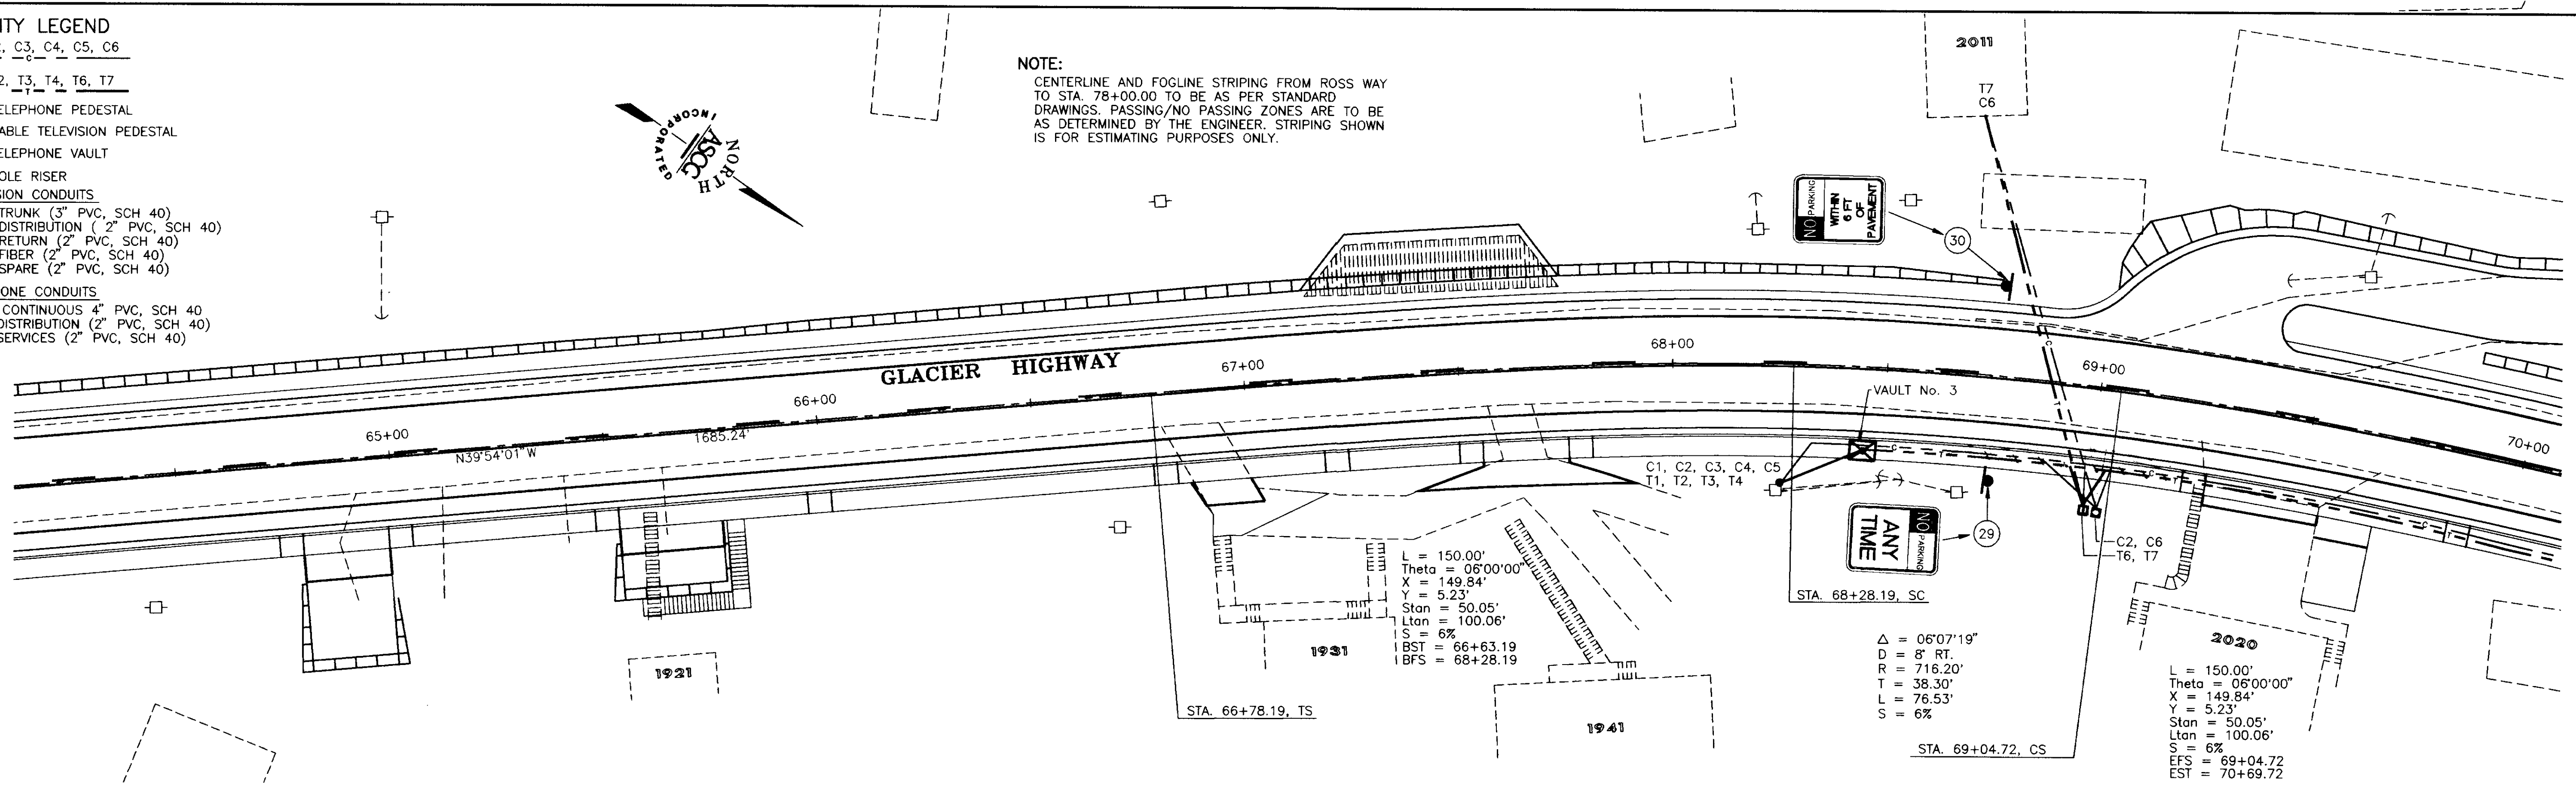 ITY LEGEND
, C3, C4, C5, C6
C
2, T3, T4, T6, T7
T
ELEPHONE PEDESTAL
ABLE TELEVISION PEDESTAL
ELEPHONE VAULT
OLE RISER
SION CONDUITS
TRUNK (3" PVC, SCH 40)
DISTRIBUTION ( 2" PVC, SCH 40)
RETURN (2" PVC, SCH 40)
FIBER (2" PVC, SCH 40)
SPARE (2" PVC, SCH 40)
ONE CONDUITS
CONTINUOUS 4" PVC, SCH 40
DISTRIBUTION (2" PVC, SCH 40)
SERVICES (2" PVC, SCH 40)
NORTH
ASCG
INCORPORATED
NOTE:
CENTERLINE AND FOGLINE STRIPING FROM ROSS WAY
TO STA. 78+00.00 TO BE AS PER STANDARD
DRAWINGS. PASSING/NO PASSING ZONES ARE TO BE
AS DETERMINED BY THE ENGINEER. STRIPING SHOWN
IS FOR ESTIMATING PURPOSES ONLY.
2011
T7
C6
NO PARKING
WITHIN
6 FT
OF
PAVEMENT
30
GLACIER HIGHWAY
65+00
66+00
67+00
68+00
69+00
70+00
N39°54'01"W
1685.24'
VAULT No. 3
C1, C2, C3, C4, C5
T1, T2, T3, T4
NO PARKING
ANY
TIME
29
C2, C6
T6, T7
STA. 66+78.19, TS
STA. 68+28.19, SC
STA. 69+04.72, CS
1921
1931
1941
2020
L = 150.00'
Theta = 06°00'00"
X = 149.84'
Y = 5.23'
Stan = 50.05'
Ltan = 100.06'
S = 6%
BST = 66+63.19
BFS = 68+28.19
Δ = 06°07'19"
D = 8° RT.
R = 716.20'
T = 38.30'
L = 76.53'
S = 6%
L = 150.00'
Theta = 06°00'00"
X = 149.84'
Y = 5.23'
Stan = 50.05'
Ltan = 100.06'
S = 6%
EFS = 69+04.72
EST = 70+69.72